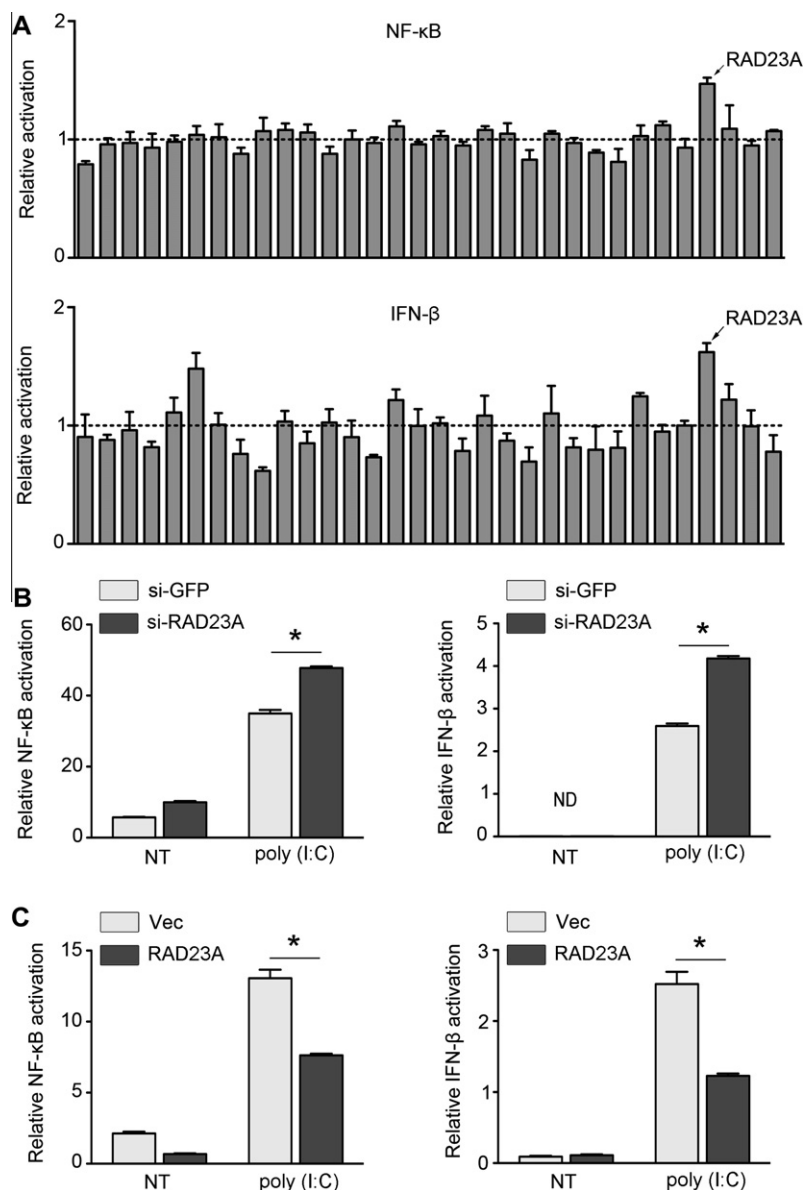 A
NF-κB
RAD23A
Relative activation
2
1
0
IFN-β
RAD23A
Relative activation
2
1
0
B
si-GFP
si-RAD23A
Relative NF-κB activation
60
40
20
0
*
NT
poly (I:C)
si-GFP
si-RAD23A
Relative IFN-β activation
5
4
3
2
1
0
ND
*
NT
poly (I:C)
C
Vec
RAD23A
Relative NF-κB activation
15
10
5
0
*
NT
poly (I:C)
Vec
RAD23A
Relative IFN-β activation
3
2
1
0
*
NT
poly (I:C)